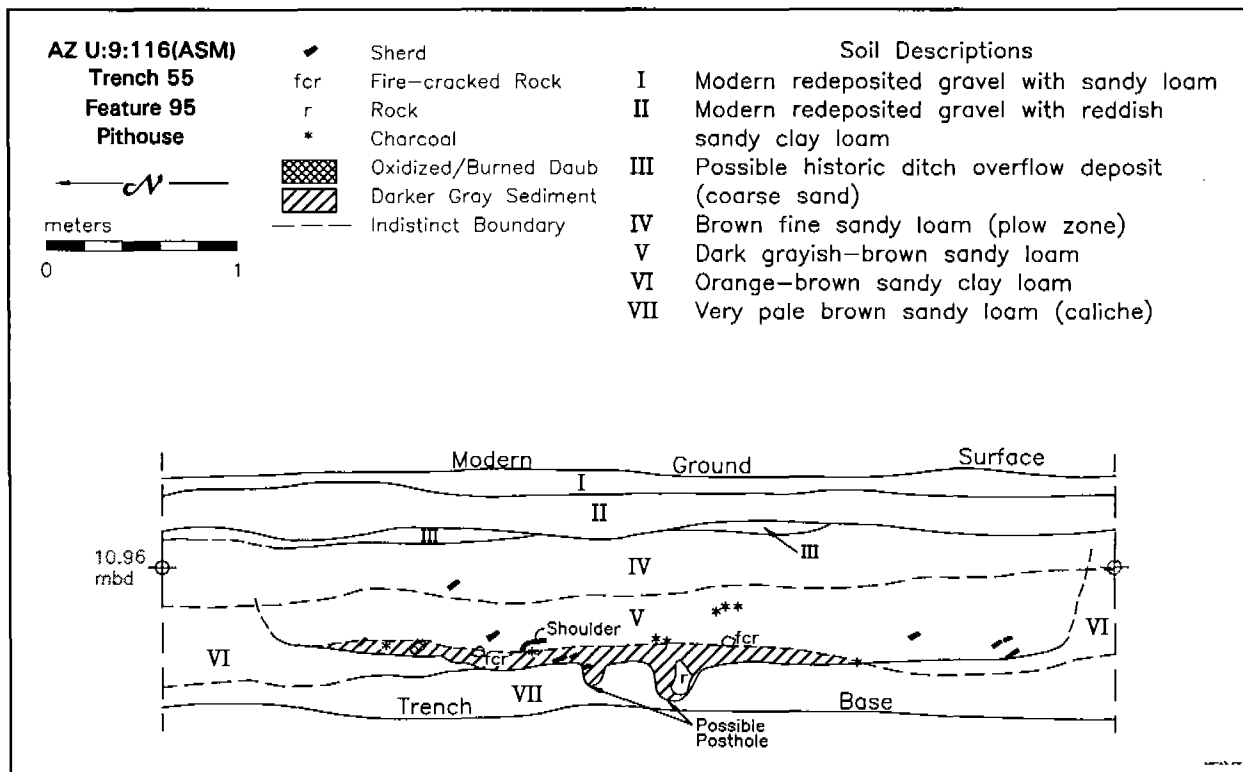 AZ U:9:116(ASM)
Trench 55
Feature 95
Pithouse
N
meters
0 1
Sherd
fcr Fire-cracked Rock
r Rock
* Charcoal
Oxidized/Burned Daub
Darker Gray Sediment
Indistinct Boundary
Soil Descriptions
I Modern redeposited gravel with sandy loam
II Modern redeposited gravel with reddish
sandy clay loam
III Possible historic ditch overflow deposit
(coarse sand)
IV Brown fine sandy loam (plow zone)
V Dark grayish-brown sandy loam
VI Orange-brown sandy clay loam
VII Very pale brown sandy loam (caliche)
Modern Ground Surface
I
II
III
III
10.96
mbd
IV
V
Shoulder
fcr
fcr
VI
VI
r
VII
Trench Base
Possible
Posthole